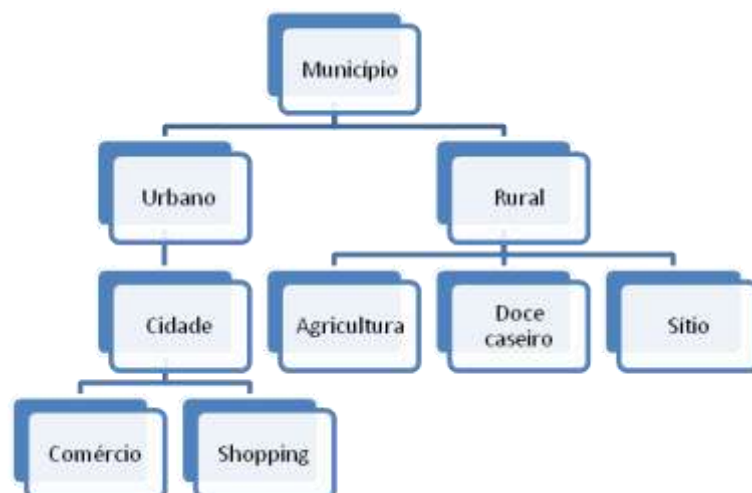 Município
Urbano
Rural
Cidade
Agricultura
Doce
caseiro
Sítio
Comércio
Shopping